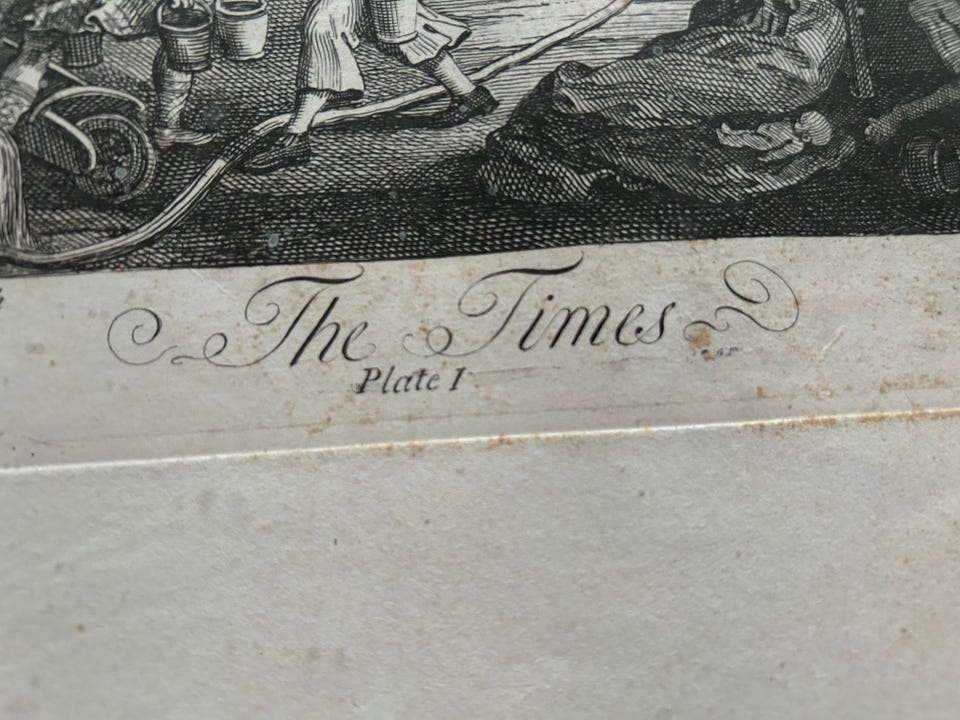 The Times
Plate I